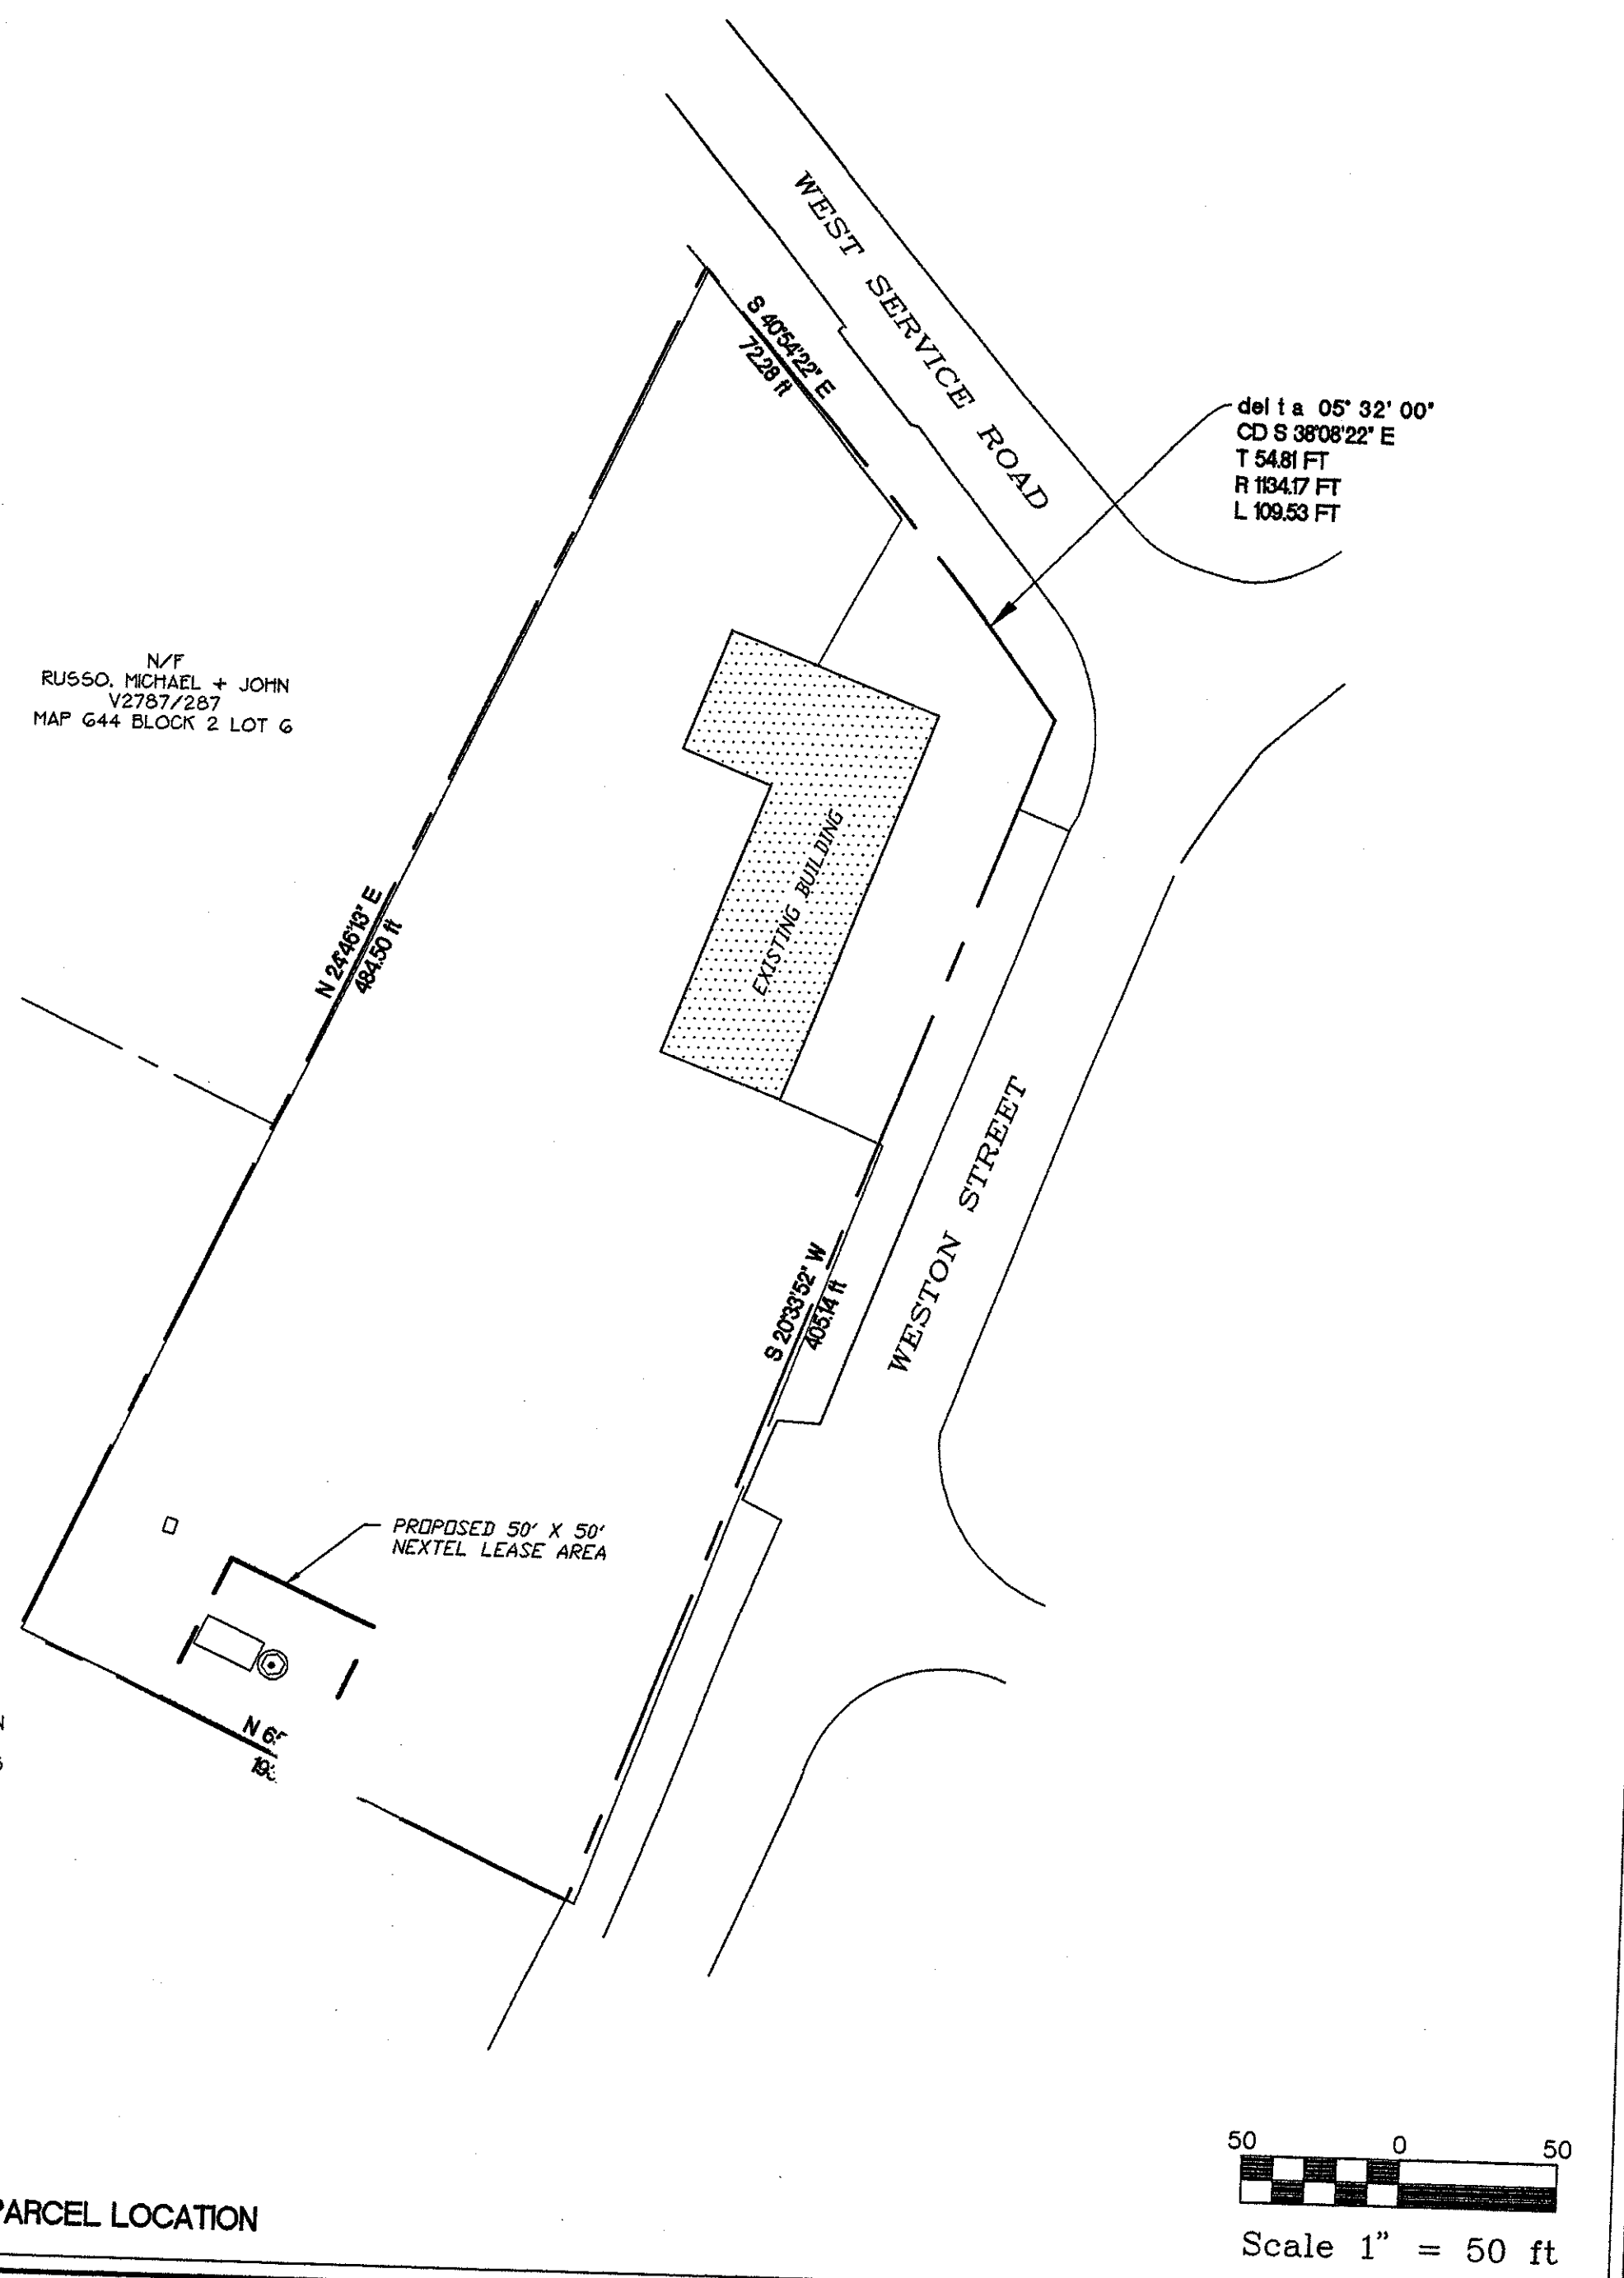 WEST SERVICE ROAD
S 40°54'22" E
72.28 ft
delta 05° 32' 00"
CD S 38°08'22" E
T 54.81 FT
R 1134.17 FT
L 109.53 FT
N/F
RUSSO, MICHAEL + JOHN
V2787/287
MAP 644 BLOCK 2 LOT 6
EXISTING BUILDING
N 24°46'13" E
484.50 ft
WESTON STREET
S 20°33'52" W
405.14 ft
PROPOSED 50' X 50'
NEXTEL LEASE AREA
50 0 50
Scale 1" = 50 ft
PARCEL LOCATION